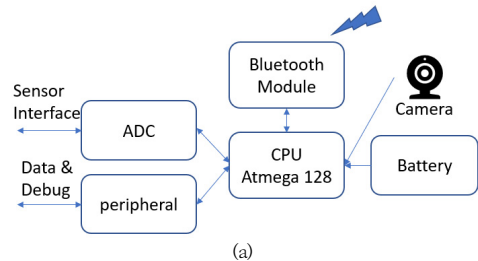 Bluetooth
Module
Sensor
Interface
Camera
ADC
CPU
Atmega 128
Battery
Data &
Debug
peripheral
(a)